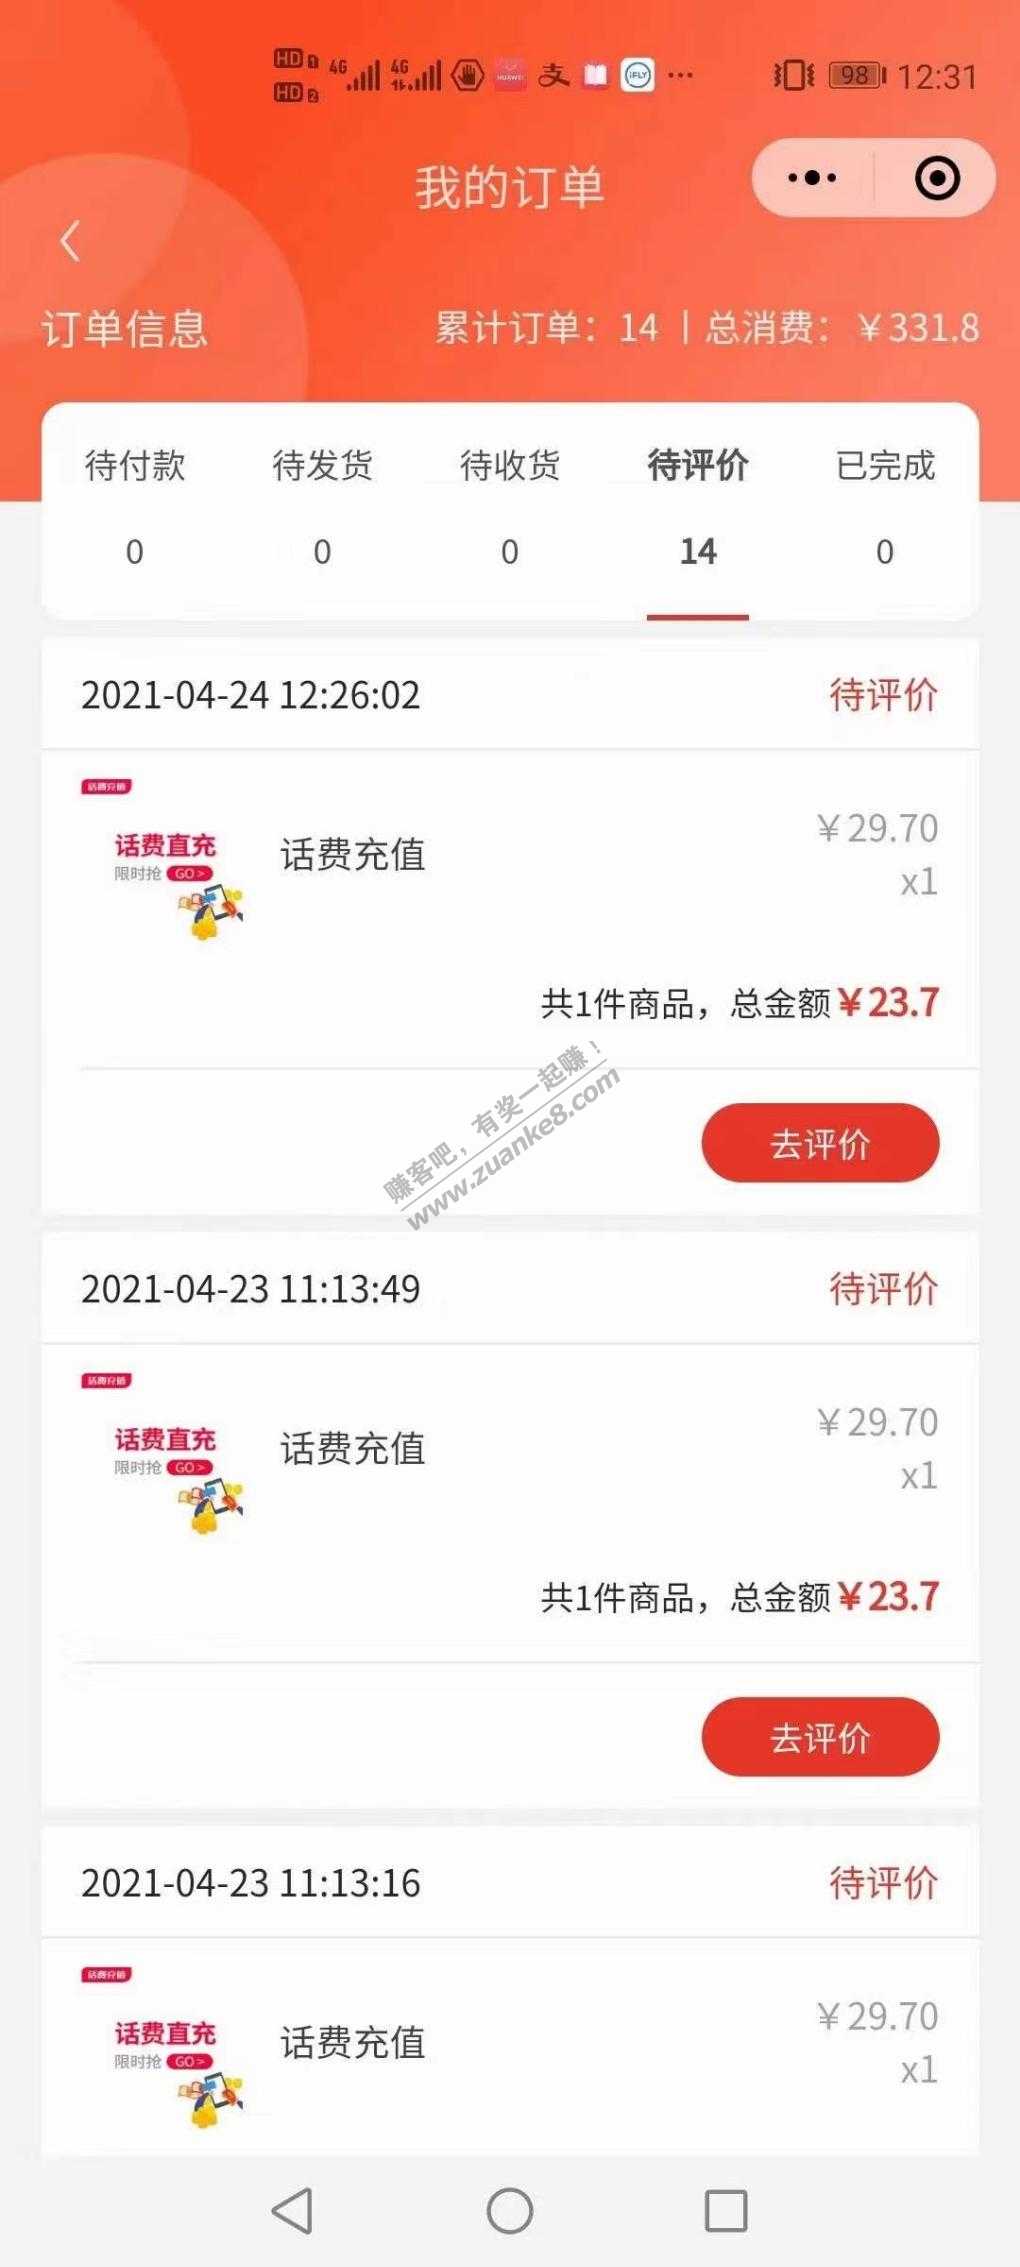 HD 1 4G 4G 支 98 12:31
HD 2
HUAWEI
iFLY
我的订单
订单信息 累计订单：14 | 总消费：￥331.8
待付款 待发货 待收货 待评价 已完成
0 0 0 14 0
2021-04-24 12:26:02 待评价
话费充值
话费直充
限时抢 GO >
话费充值
￥29.70
x1
共1件商品，总金额￥23.7
赚客吧，有奖一起赚！
www.zuanke8.com
去评价
2021-04-23 11:13:49 待评价
话费充值
话费直充
限时抢 GO >
话费充值
￥29.70
x1
共1件商品，总金额￥23.7
去评价
2021-04-23 11:13:16 待评价
话费充值
话费直充
限时抢 GO >
话费充值
￥29.70
x1